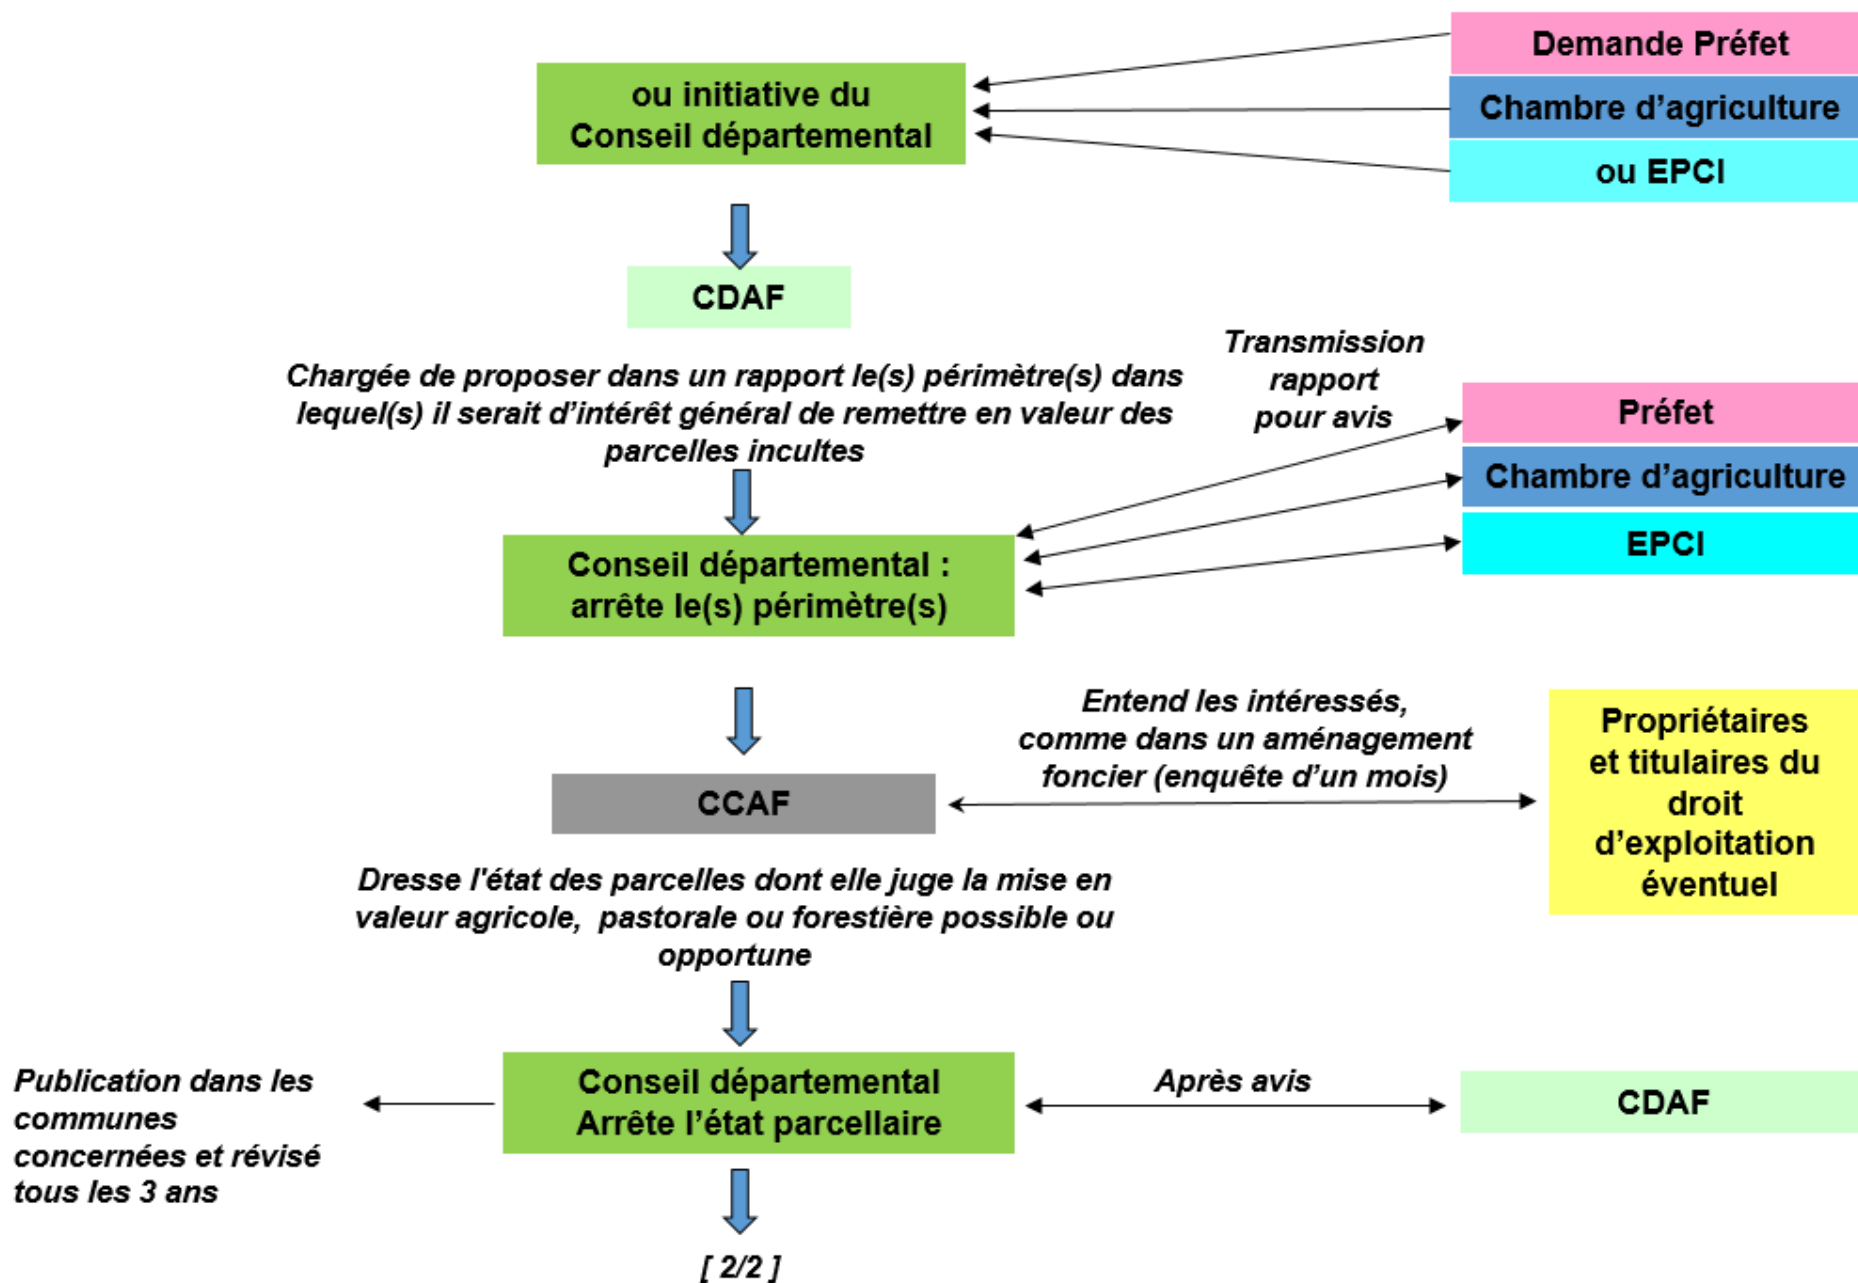 Demande Préfet
ou initiative du
Conseil départemental
Chambre d’agriculture
ou EPCI
CDAF
Chargée de proposer dans un rapport le(s) périmètre(s) dans
lequel(s) il serait d’intérêt général de remettre en valeur des
parcelles incultes
Transmission
rapport
pour avis
Préfet
Chambre d’agriculture
EPCI
Conseil départemental :
arrête le(s) périmètre(s)
Entend les intéressés,
comme dans un aménagement
foncier (enquête d’un mois)
CCAF
Propriétaires
et titulaires du
droit
d’exploitation
éventuel
Dresse l'état des parcelles dont elle juge la mise en
valeur agricole,  pastorale ou forestière possible ou
opportune
Publication dans les
communes
concernées et révisé
tous les 3 ans
Conseil départemental
Arrête l’état parcellaire
Après avis
CDAF
[ 2/2 ]